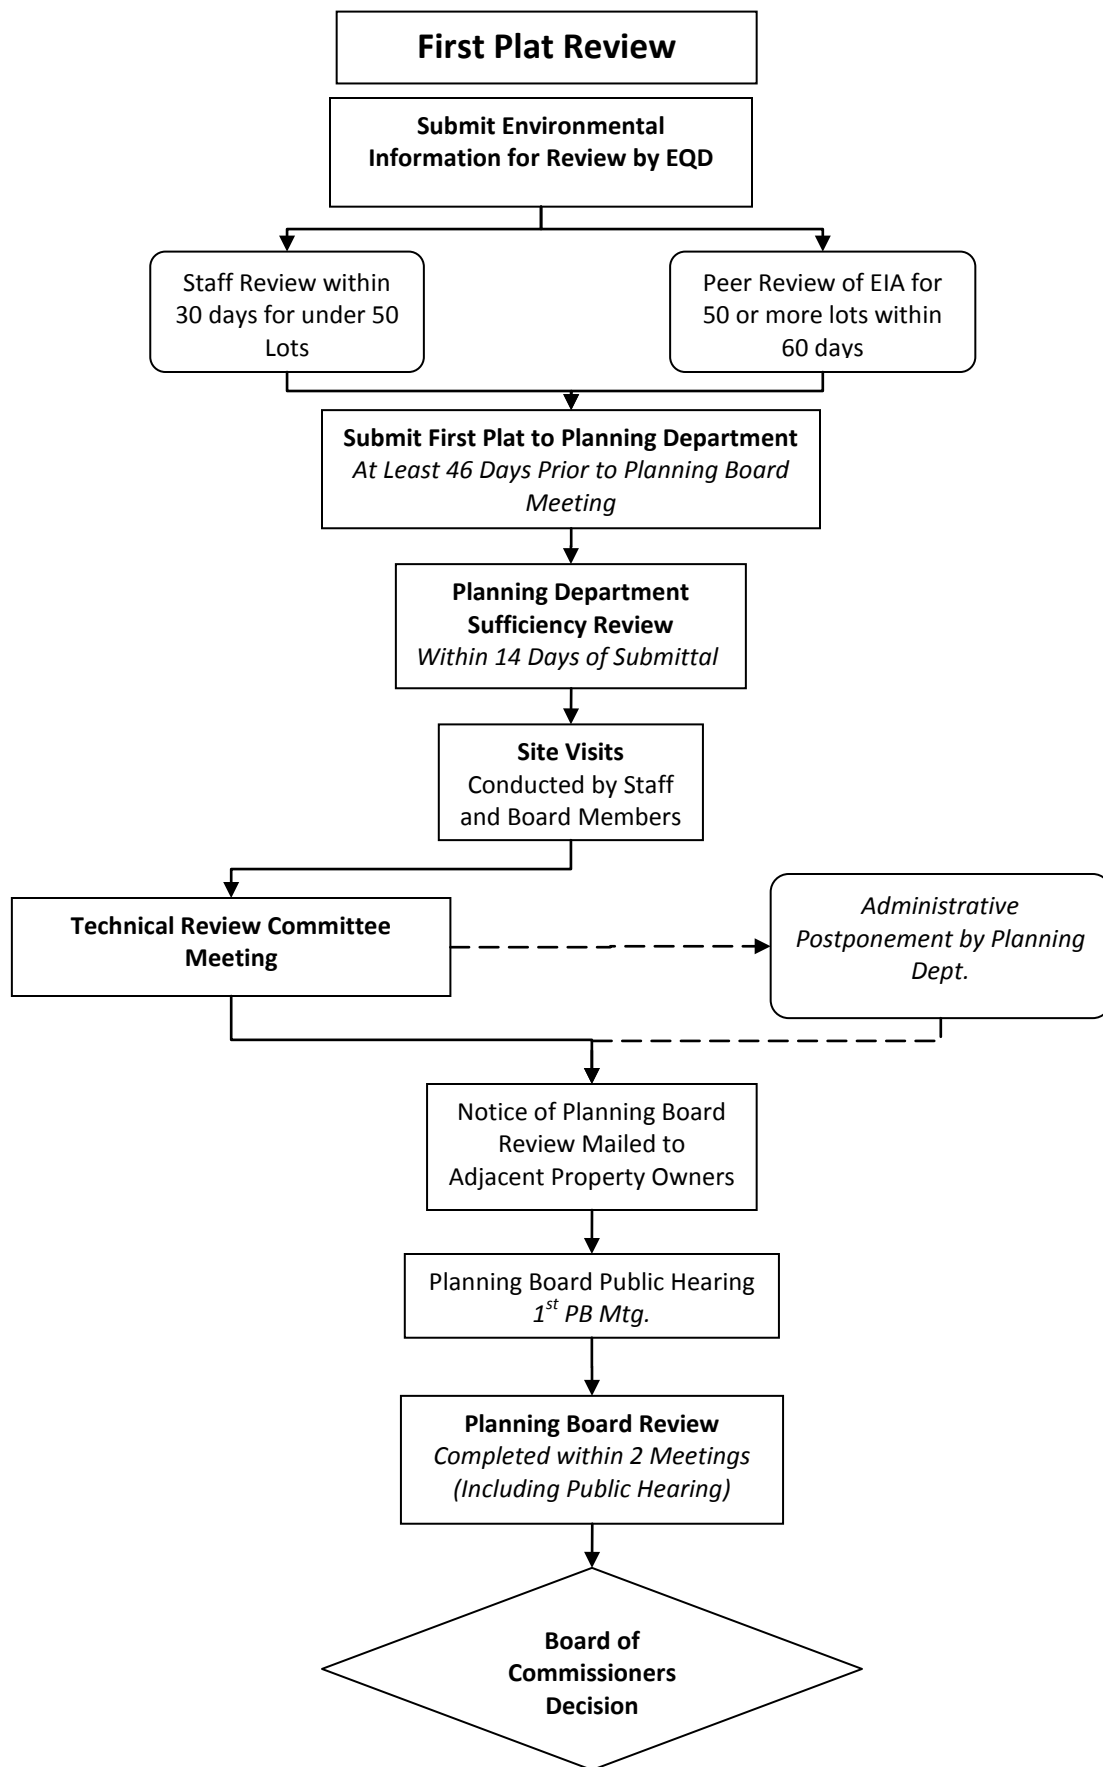 First Plat Review
Submit Environmental
Information for Review by EQD
Staff Review within
30 days for under 50
Lots
Peer Review of EIA for
50 or more lots within
60 days
Submit First Plat to Planning Department
At Least 46 Days Prior to Planning Board
Meeting
Planning Department
Sufficiency Review
Within 14 Days of Submittal
Site Visits
Conducted by Staff
and Board Members
Technical Review Committee
Meeting
Administrative
Postponement by Planning
Dept.
Notice of Planning Board
Review Mailed to
Adjacent Property Owners
Planning Board Public Hearing
1st PB Mtg.
Planning Board Review
Completed within 2 Meetings
(Including Public Hearing)
Board of
Commissioners
Decision